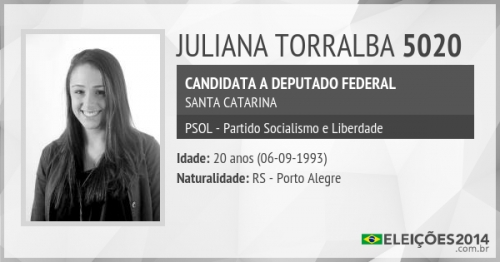 JULIANA TORRALBA 5020
CANDIDATA A DEPUTADO FEDERAL
SANTA CATARINA
PSOL - Partido Socialismo e Liberdade
Idade: 20 anos (06-09-1993)
Naturalidade: RS - Porto Alegre
ELEIÇÕES2014
.com.br